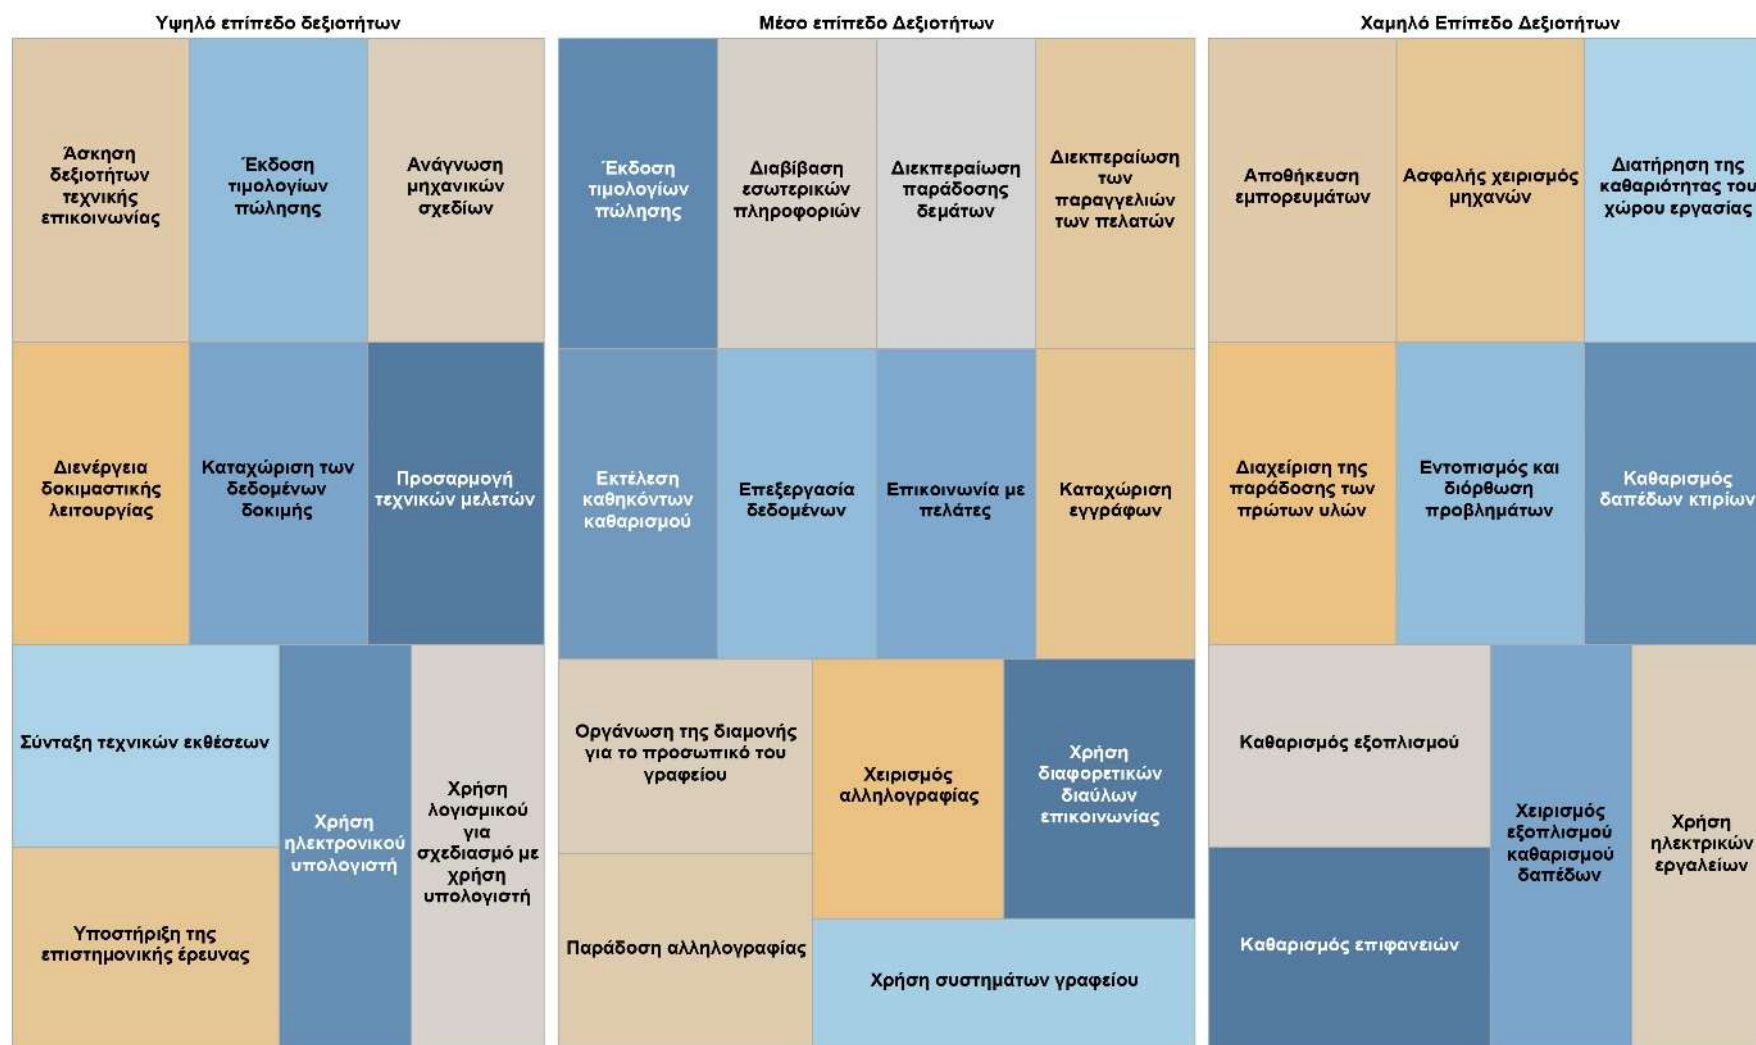 Υψηλό επίπεδο δεξιοτήτων
Άσκηση
δεξιοτήτων
τεχνικής
επικοινωνίας
Έκδοση
τιμολογίων
πώλησης
Ανάγνωση
μηχανικών
σχεδίων
Διενέργεια
δοκιμαστικής
λειτουργίας
Καταχώριση των
δεδομένων
δοκιμής
Προσαρμογή
τεχνικών μελετών
Σύνταξη τεχνικών εκθέσεων
Υποστήριξη της
επιστημονικής έρευνας
Χρήση
ηλεκτρονικού
υπολογιστή
Χρήση
λογισμικού
για
σχεδιασμό με
χρήση
υπολογιστή
Μέσο επίπεδο Δεξιοτήτων
Έκδοση
τιμολογίων
πώλησης
Διαβίβαση
εσωτερικών
πληροφοριών
Διεκπεραίωση
παράδοσης
δεμάτων
Διεκπεραίωση
των
παραγγελιών
των πελατών
Εκτέλεση
καθηκόντων
καθαρισμού
Επεξεργασία
δεδομένων
Επικοινωνία με
πελάτες
Καταχώριση
εγγράφων
Οργάνωση της διαμονής
για το προσωπικό του
γραφείου
Παράδοση αλληλογραφίας
Χειρισμός
αλληλογραφίας
Χρήση
διαφορετικών
διαύλων
επικοινωνίας
Χρήση συστημάτων γραφείου
Χαμηλό Επίπεδο Δεξιοτήτων
Αποθήκευση
εμπορευμάτων
Ασφαλής χειρισμός
μηχανών
Διατήρηση της
καθαριότητας του
χώρου εργασίας
Διαχείριση της
παράδοσης των
πρώτων υλών
Εντοπισμός και
διόρθωση
προβλημάτων
Καθαρισμός
δαπέδων κτιρίων
Καθαρισμός εξοπλισμού
Καθαρισμός επιφανειών
Χειρισμός
εξοπλισμού
καθαρισμού
δαπέδων
Χρήση
ηλεκτρικών
εργαλείων